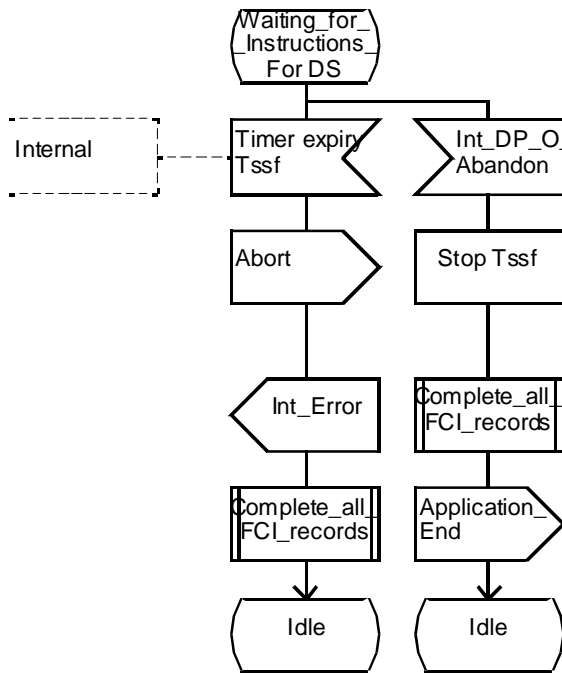 Waiting_for_
_Instructions_
For DS
Internal
Timer expiry
Tssf
Int_DP_O_
Abandon
Abort
Stop Tssf
Int_Error
Complete_all_
FCI_records
Complete_all_
FCI_records
Application_
End
Idle
Idle